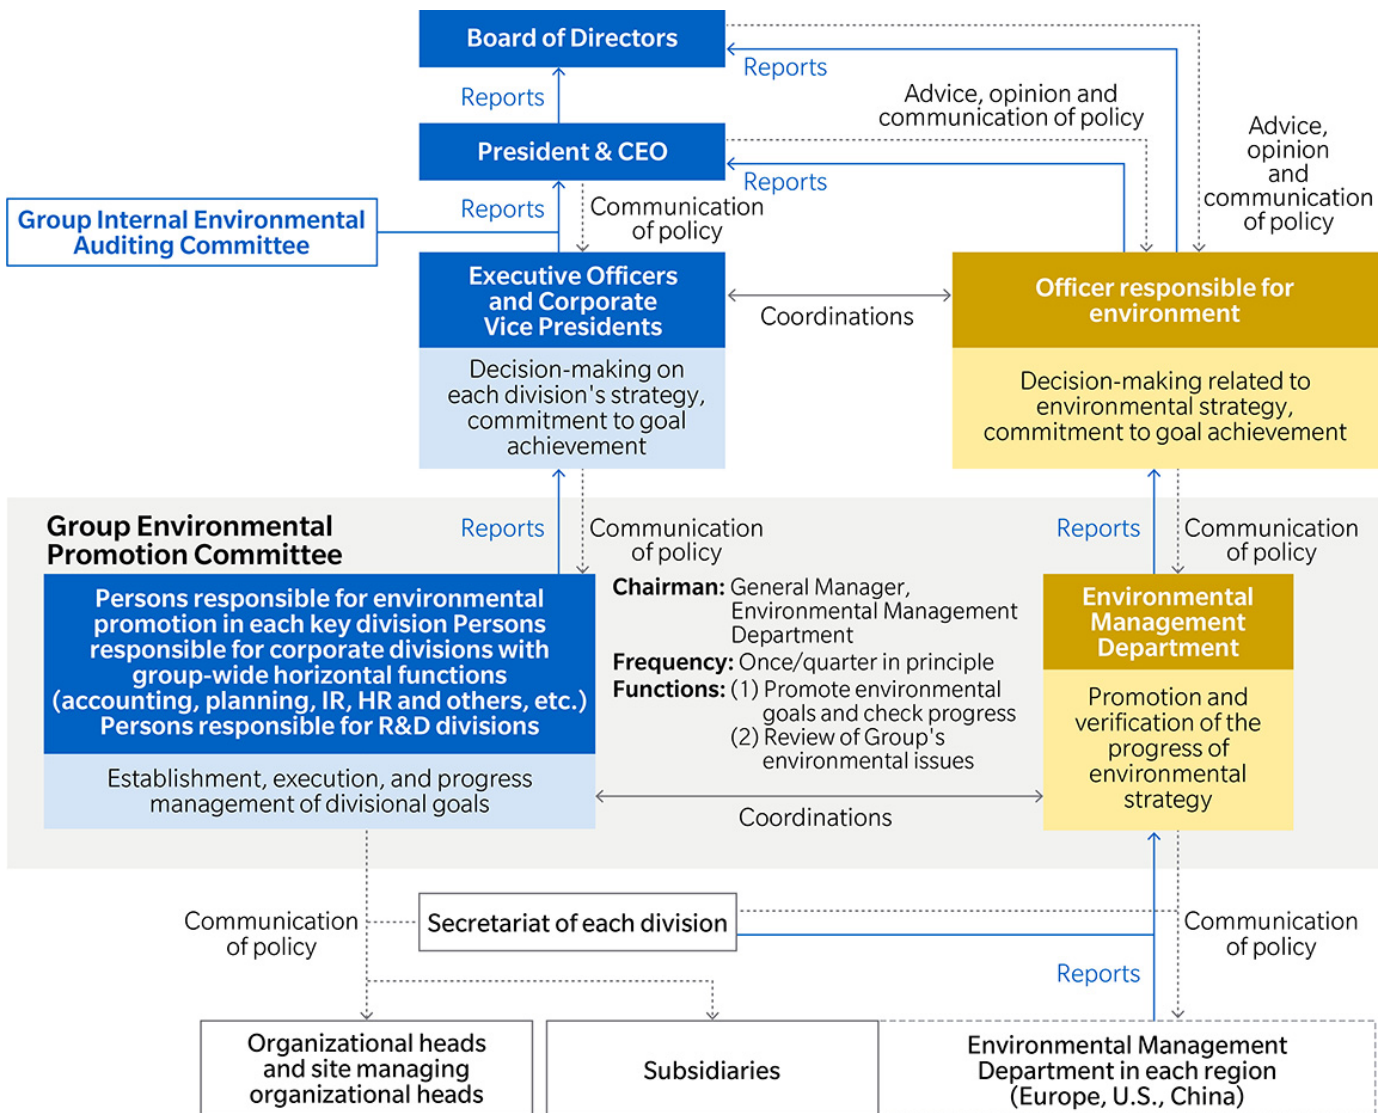 Board of Directors
Reports
Reports
Advice, opinion and
communication of policy
Advice,
opinion
and
communication
of policy
President & CEO
Reports
Reports
Communication
of policy
Group Internal Environmental
Auditing Committee
Executive Officers
and Corporate
Vice Presidents
Coordinations
Officer responsible for
environment
Decision-making on
each division's strategy,
commitment to goal
achievement
Decision-making related to
environmental strategy,
commitment to goal achievement
Group Environmental
Promotion Committee
Reports
Communication
of policy
Reports
Communication
of policy
Persons responsible for environmental
promotion in each key division Persons
responsible for corporate divisions with
group-wide horizontal functions
(accounting, planning, IR, HR and others, etc.)
Persons responsible for R&D divisions
Establishment, execution, and progress
management of divisional goals
Chairman: General Manager,
Environmental Management
Department
Frequency: Once/quarter in principle
Functions: (1) Promote environmental
goals and check progress
(2) Review of Group's
environmental issues
Coordinations
Environmental
Management
Department
Promotion and
verification of the
progress of
environmental
strategy
Communication
of policy
Secretariat of each division
Communication
of policy
Reports
Organizational heads
and site managing
organizational heads
Subsidiaries
Environmental Management
Department in each region
(Europe, U.S., China)